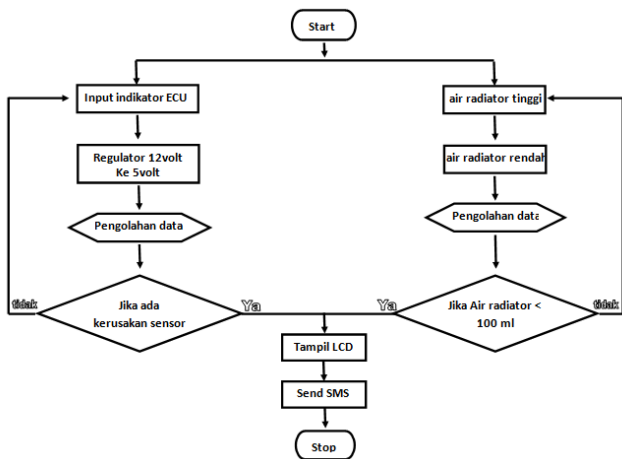 Start
Input indikator ECU
air radiator tinggi
Regulator 12volt
Ke 5volt
air radiator rendah
Pengolahan data
Pengolahan data
tidak
Jika ada
kerusakan sensor
Ya
Ya
Jika Air radiator <
100 ml
tidak
Tampil LCD
Send SMS
Stop